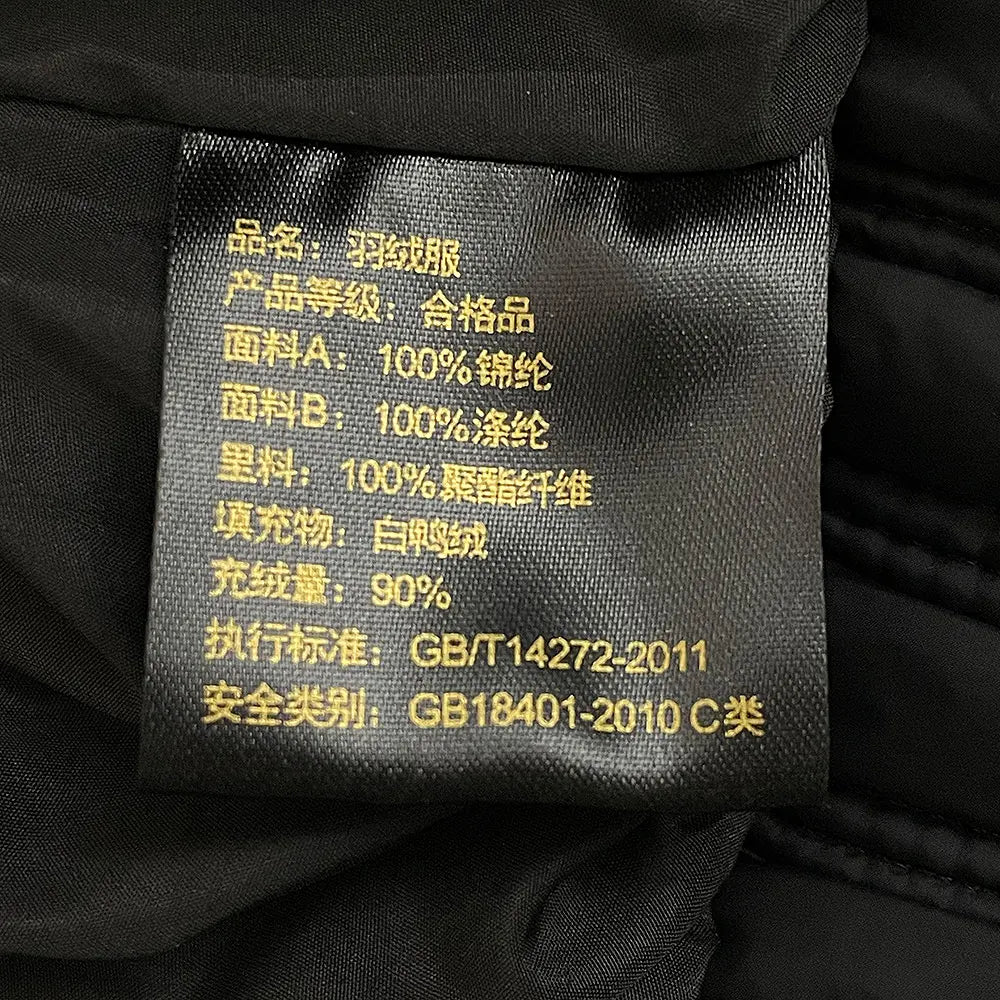 品名：羽绒服
产品等级：合格品
面料A：100%锦纶
面料B：100%涤纶
里料：100%聚酯纤维
填充物：白鸭绒
充绒量：90%
执行标准：GB/T14272-2011
安全类别：GB18401-2010 C类